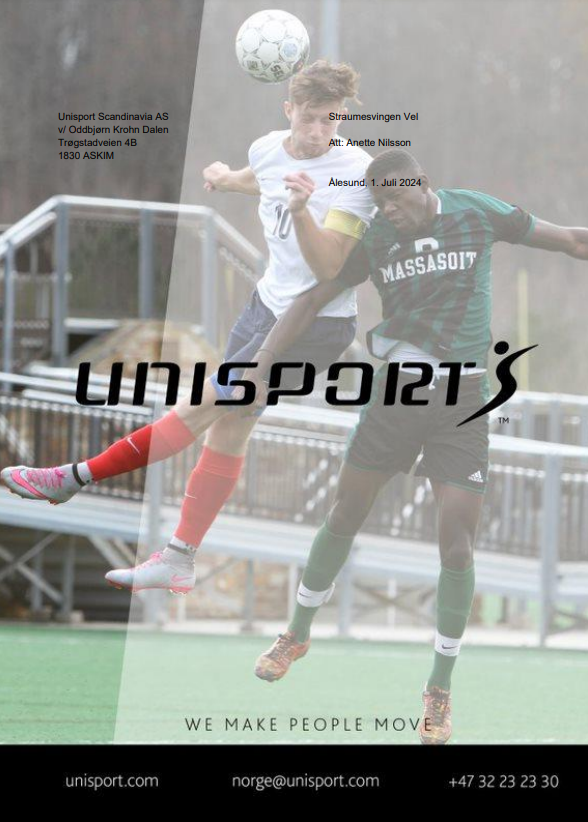 Unisport Scandinavia AS
v/ Oddbjørn Krohn Dalen
Trøgstadveien 4B
1830 ASKIM
Straumesvingen Vel
Att: Anette Nilsson
Ålesund, 1. Juli 2024
10
MASSASOIT
adidas
UNISPORT
TM
WE MAKE PEOPLE MOVE
unisport.com
norge@unisport.com
+47 32 23 23 30